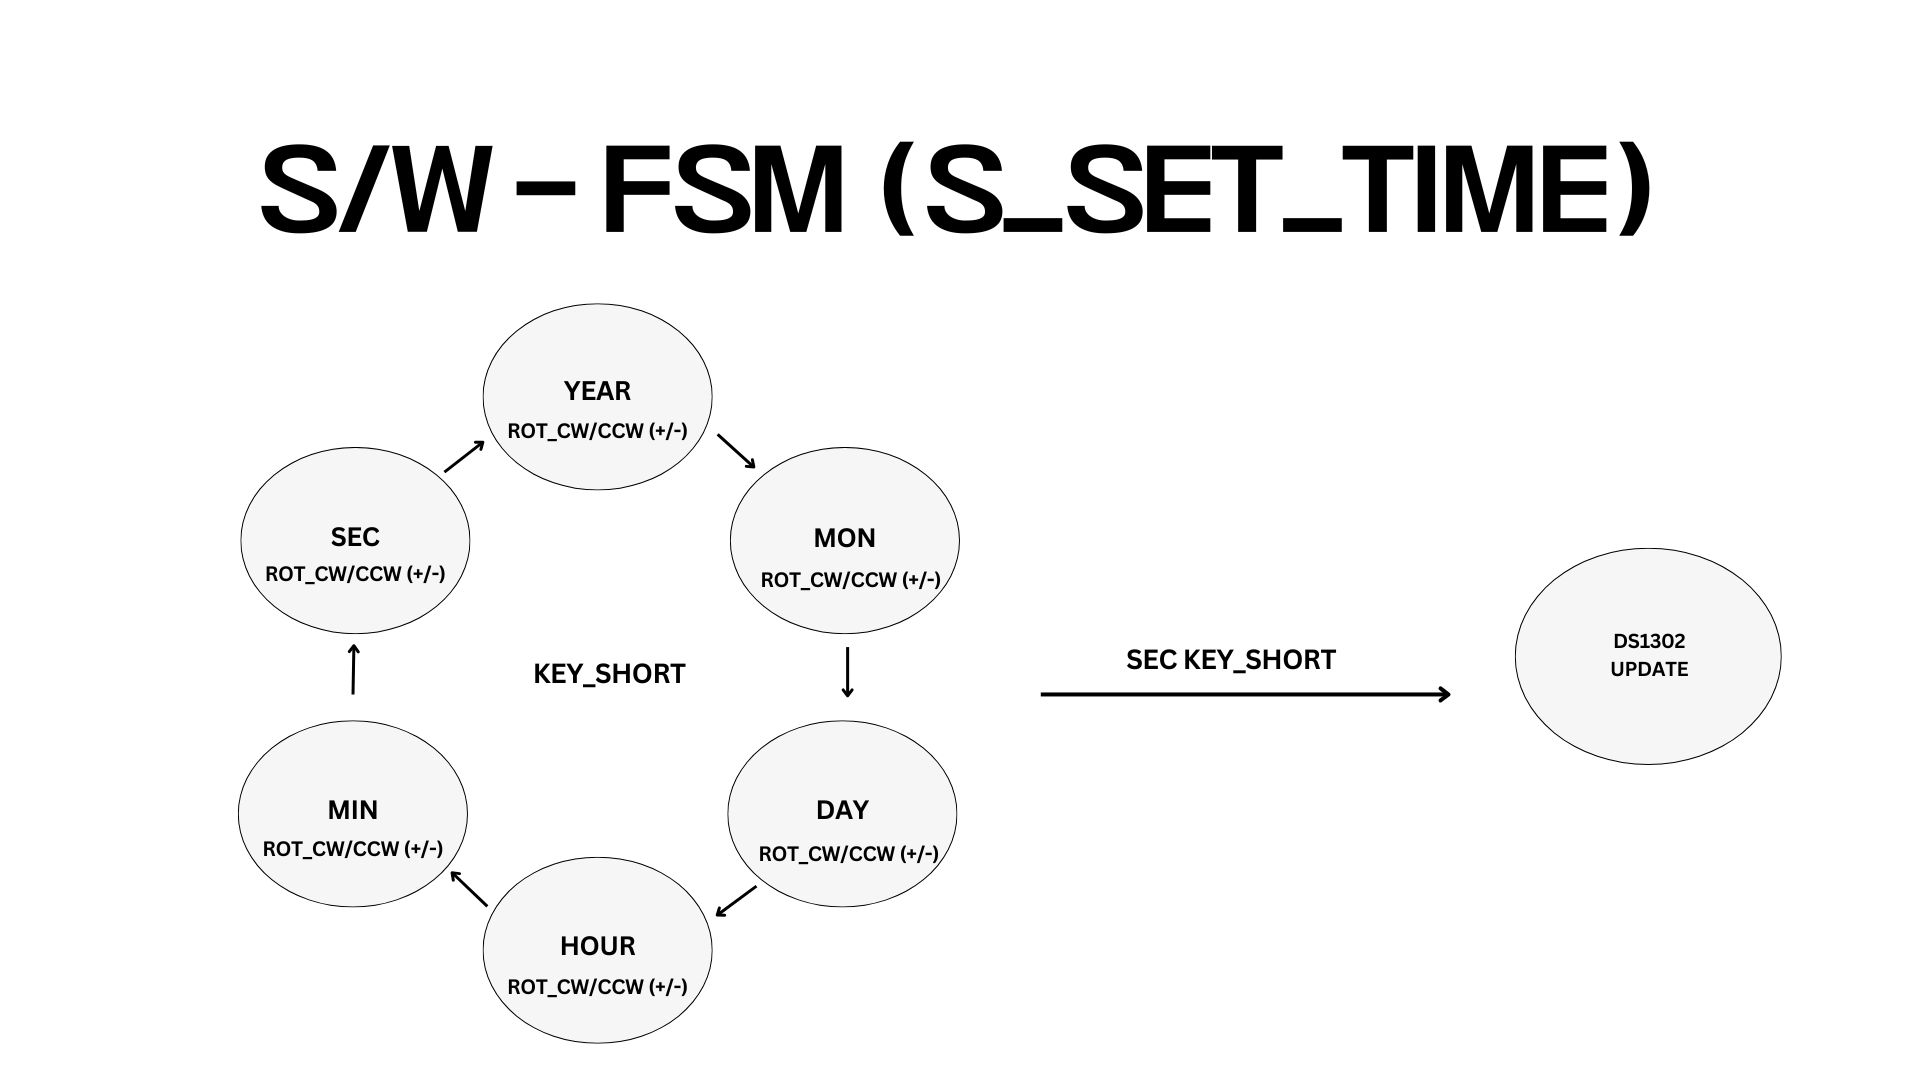 S/W - FSM (S_SET_TIME)
YEAR
ROT_CW/CCW (+/-)
SEC
ROT_CW/CCW (+/-)
MON
ROT_CW/CCW (+/-)
KEY_SHORT
SEC KEY_SHORT
DS1302
UPDATE
MIN
ROT_CW/CCW (+/-)
DAY
ROT_CW/CCW (+/-)
HOUR
ROT_CW/CCW (+/-)